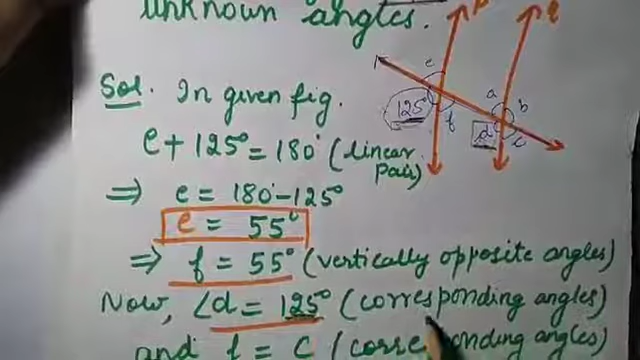 unknown angles.
p
q
e
125°
f
a
b
d
c
Sol. In given fig.
e + 125° = 180° (linear pair)
⇒ e = 180° - 125°
e = 55°
⇒ f = 55° (vertically opposite angles)
Now, ∠d = 125° (corresponding angles)
and f = c (corresponding angles)